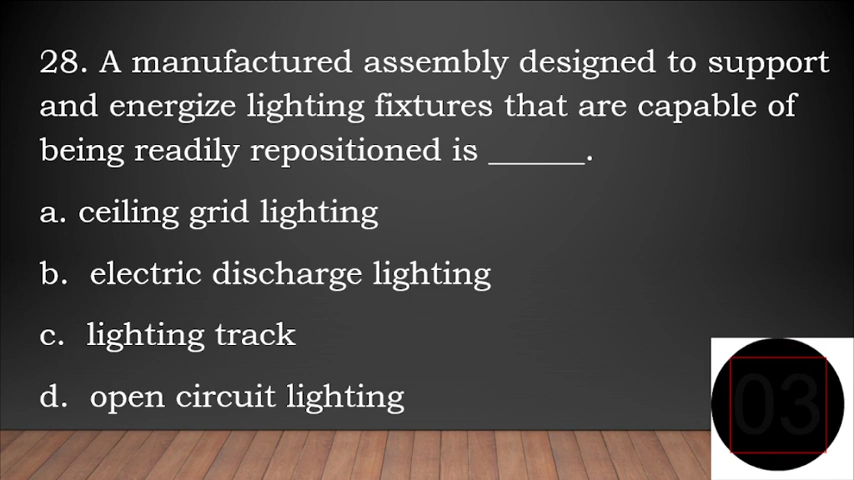 28. A manufactured assembly designed to support
and energize lighting fixtures that are capable of
being readily repositioned is ______.
a. ceiling grid lighting
b. electric discharge lighting
c. lighting track
d. open circuit lighting
03